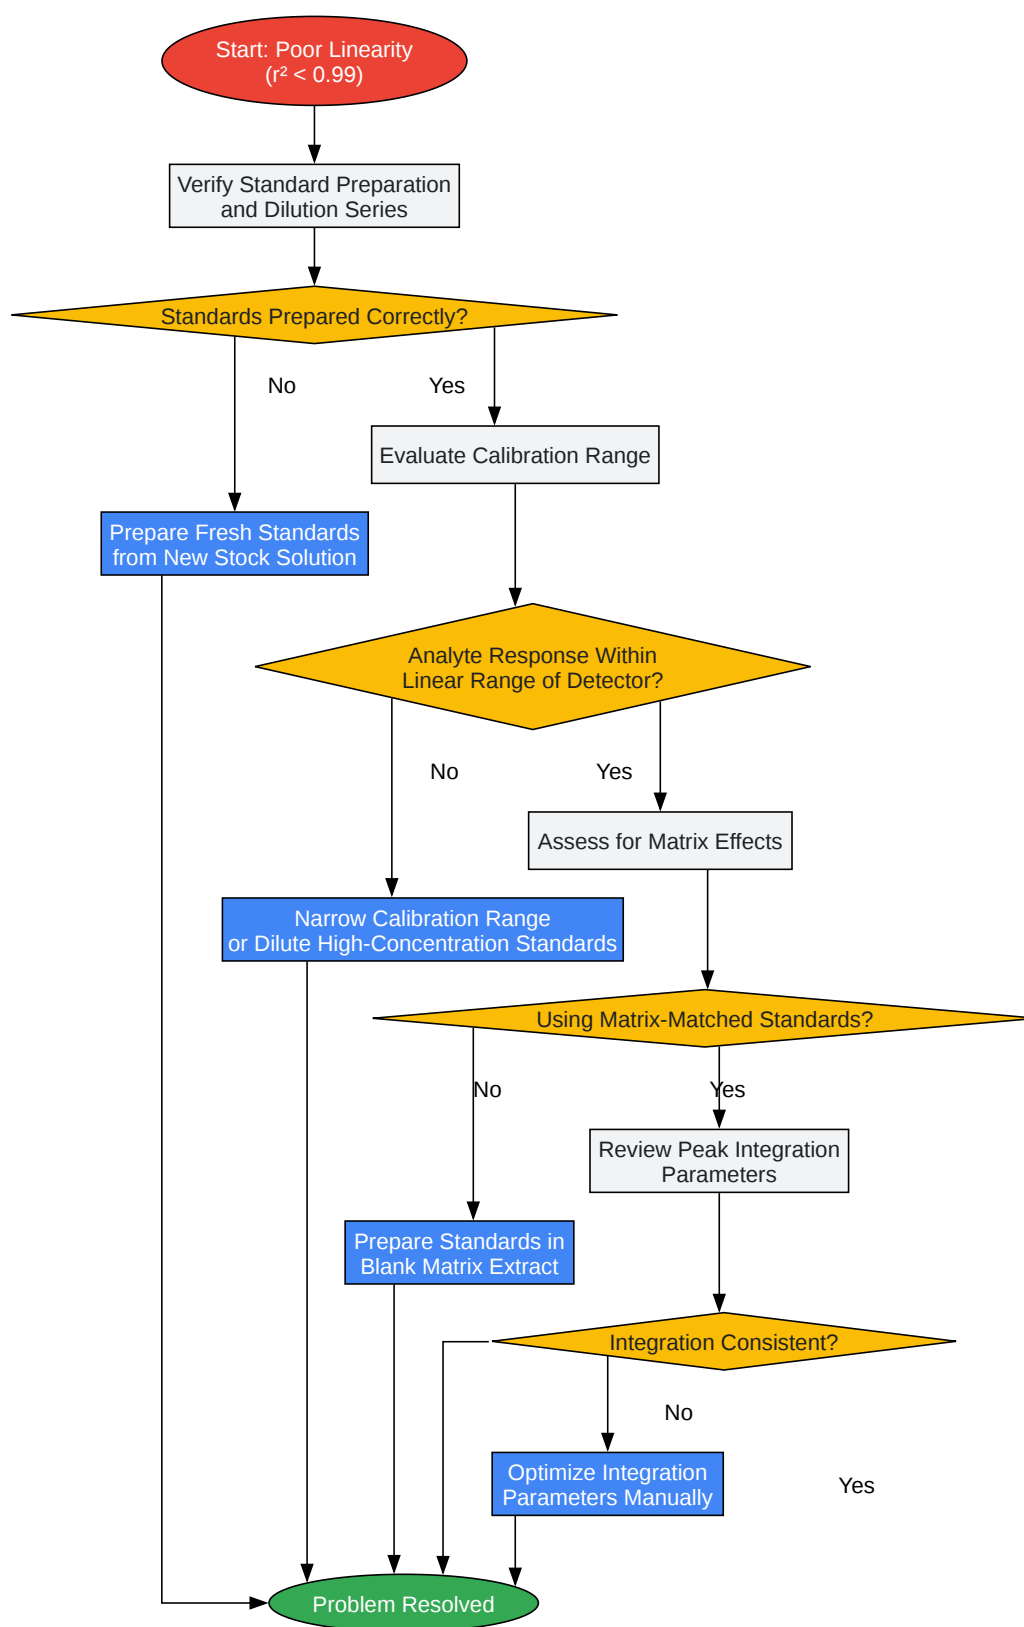 Start: Poor Linearity
(r² < 0.99)
Verify Standard Preparation
and Dilution Series
Standards Prepared Correctly?
No
Yes
Evaluate Calibration Range
Prepare Fresh Standards
from New Stock Solution
Analyte Response Within
Linear Range of Detector?
No
Yes
Assess for Matrix Effects
Narrow Calibration Range
or Dilute High-Concentration Standards
Using Matrix-Matched Standards?
No
Yes
Review Peak Integration
Parameters
Prepare Standards in
Blank Matrix Extract
Integration Consistent?
No
Optimize Integration
Parameters Manually
Yes
Problem Resolved